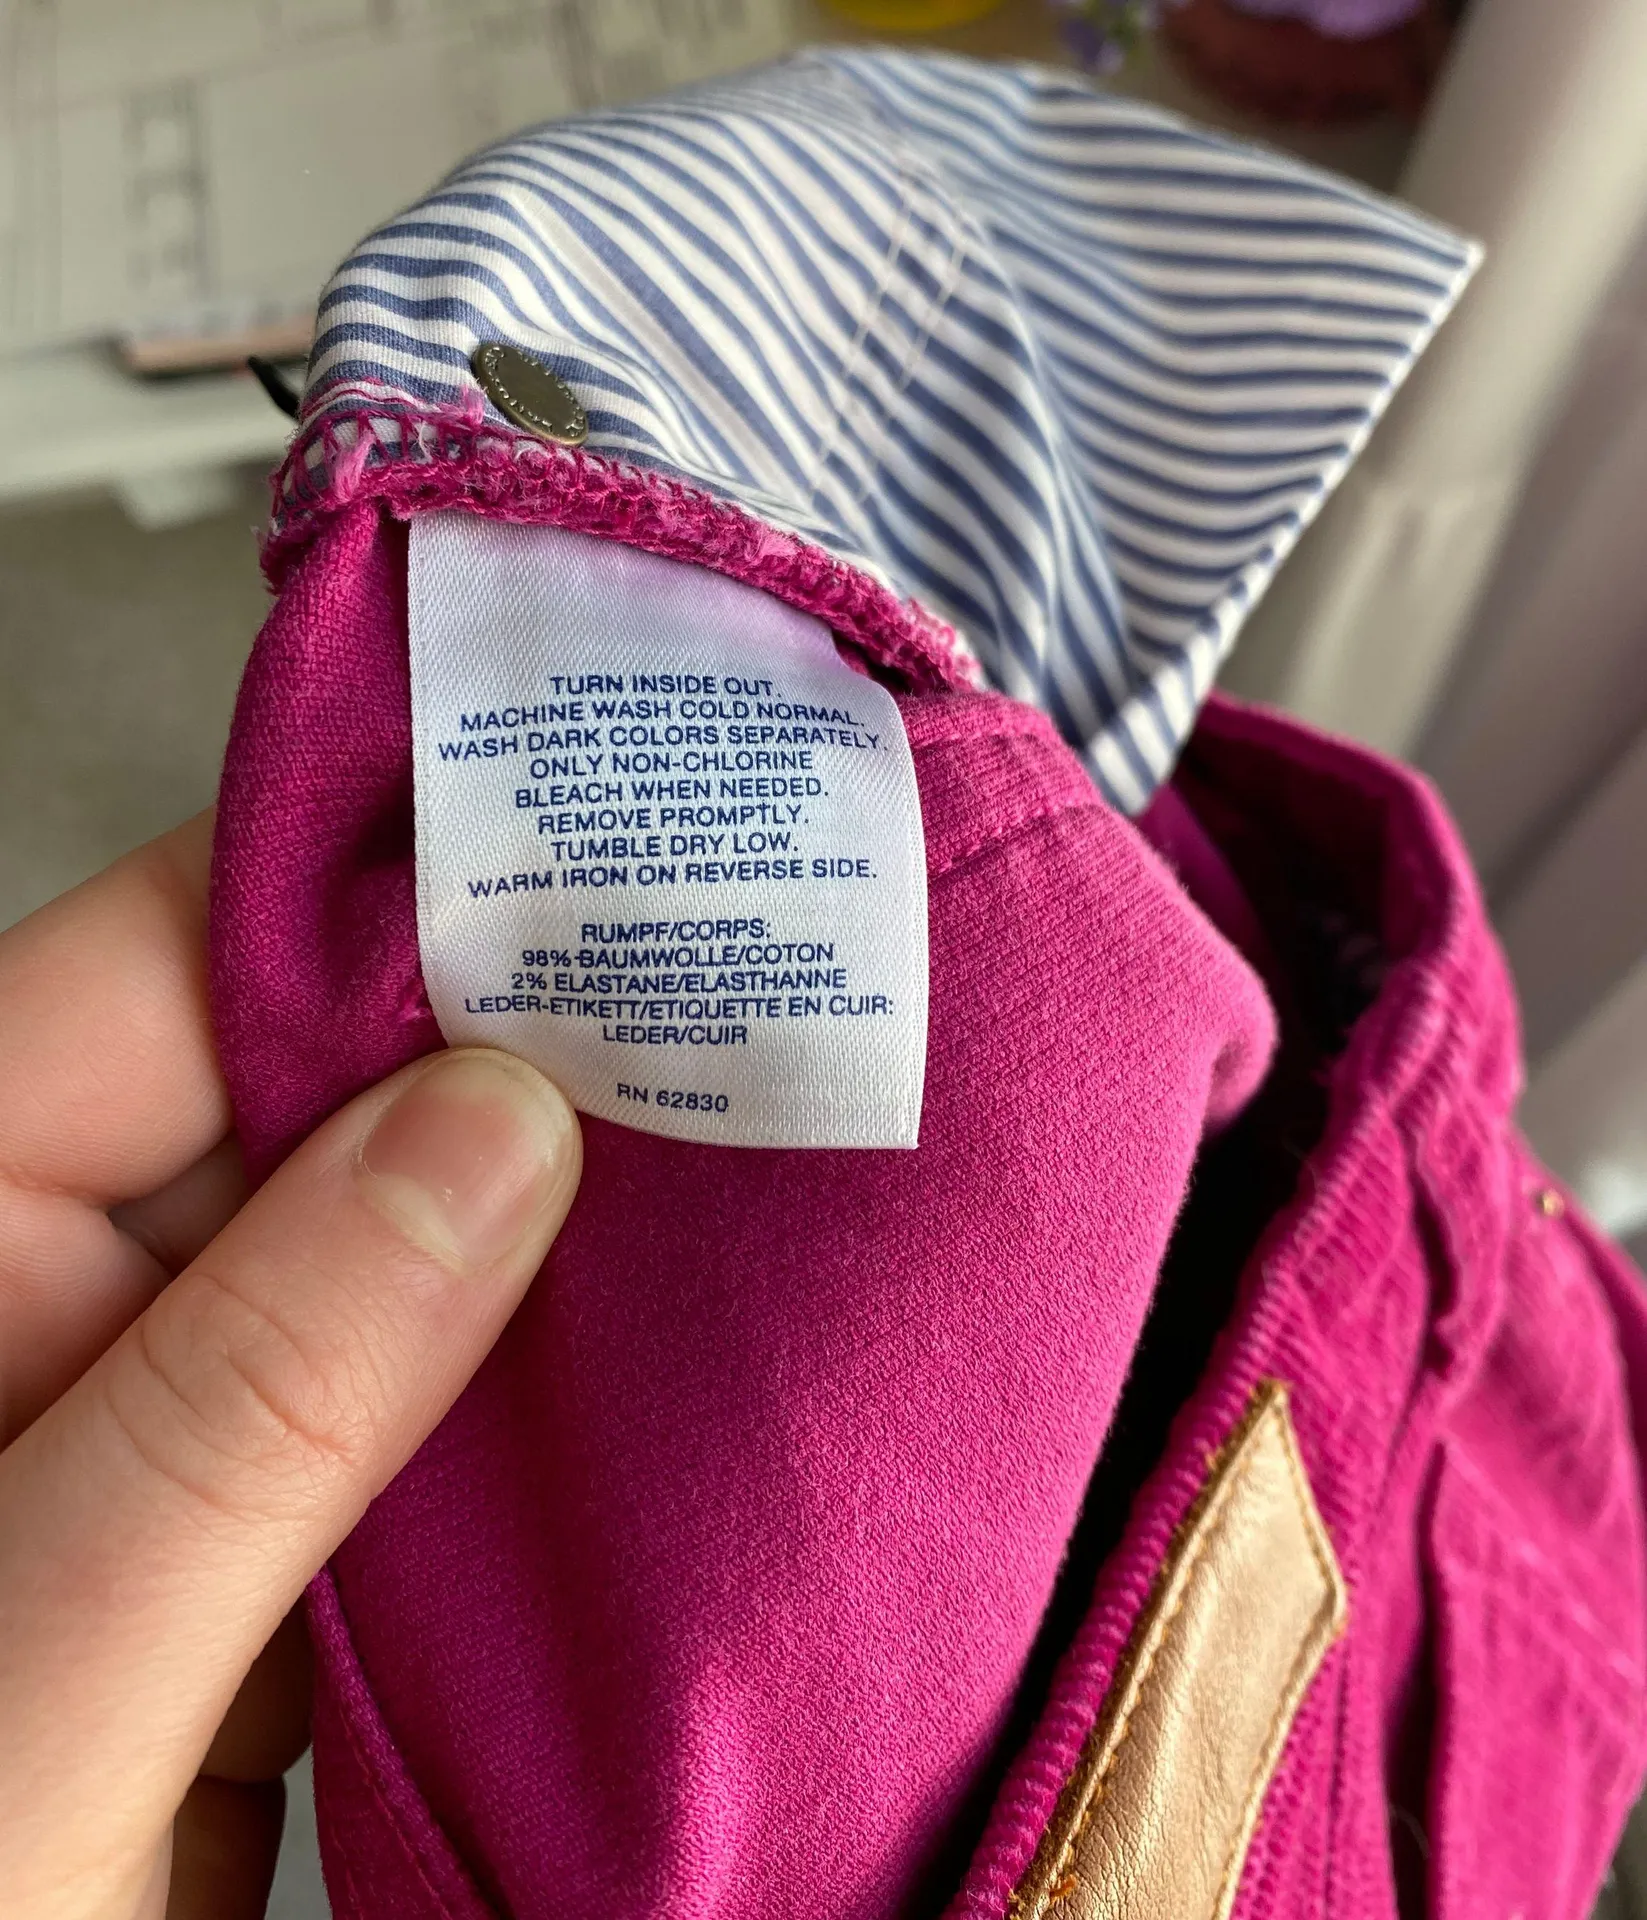 TURN INSIDE OUT.
MACHINE WASH COLD NORMAL.
WASH DARK COLORS SEPARATELY.
ONLY NON-CHLORINE
BLEACH WHEN NEEDED.
REMOVE PROMPTLY.
TUMBLE DRY LOW.
WARM IRON ON REVERSE SIDE.
RUMPF/CORPS:
98% BAUMWOLLE/COTON
2% ELASTANE/ELASTHANNE
LEDER-ETIKETT/ETIQUETTE EN CUIR:
LEDER/CUIR
RN 62830